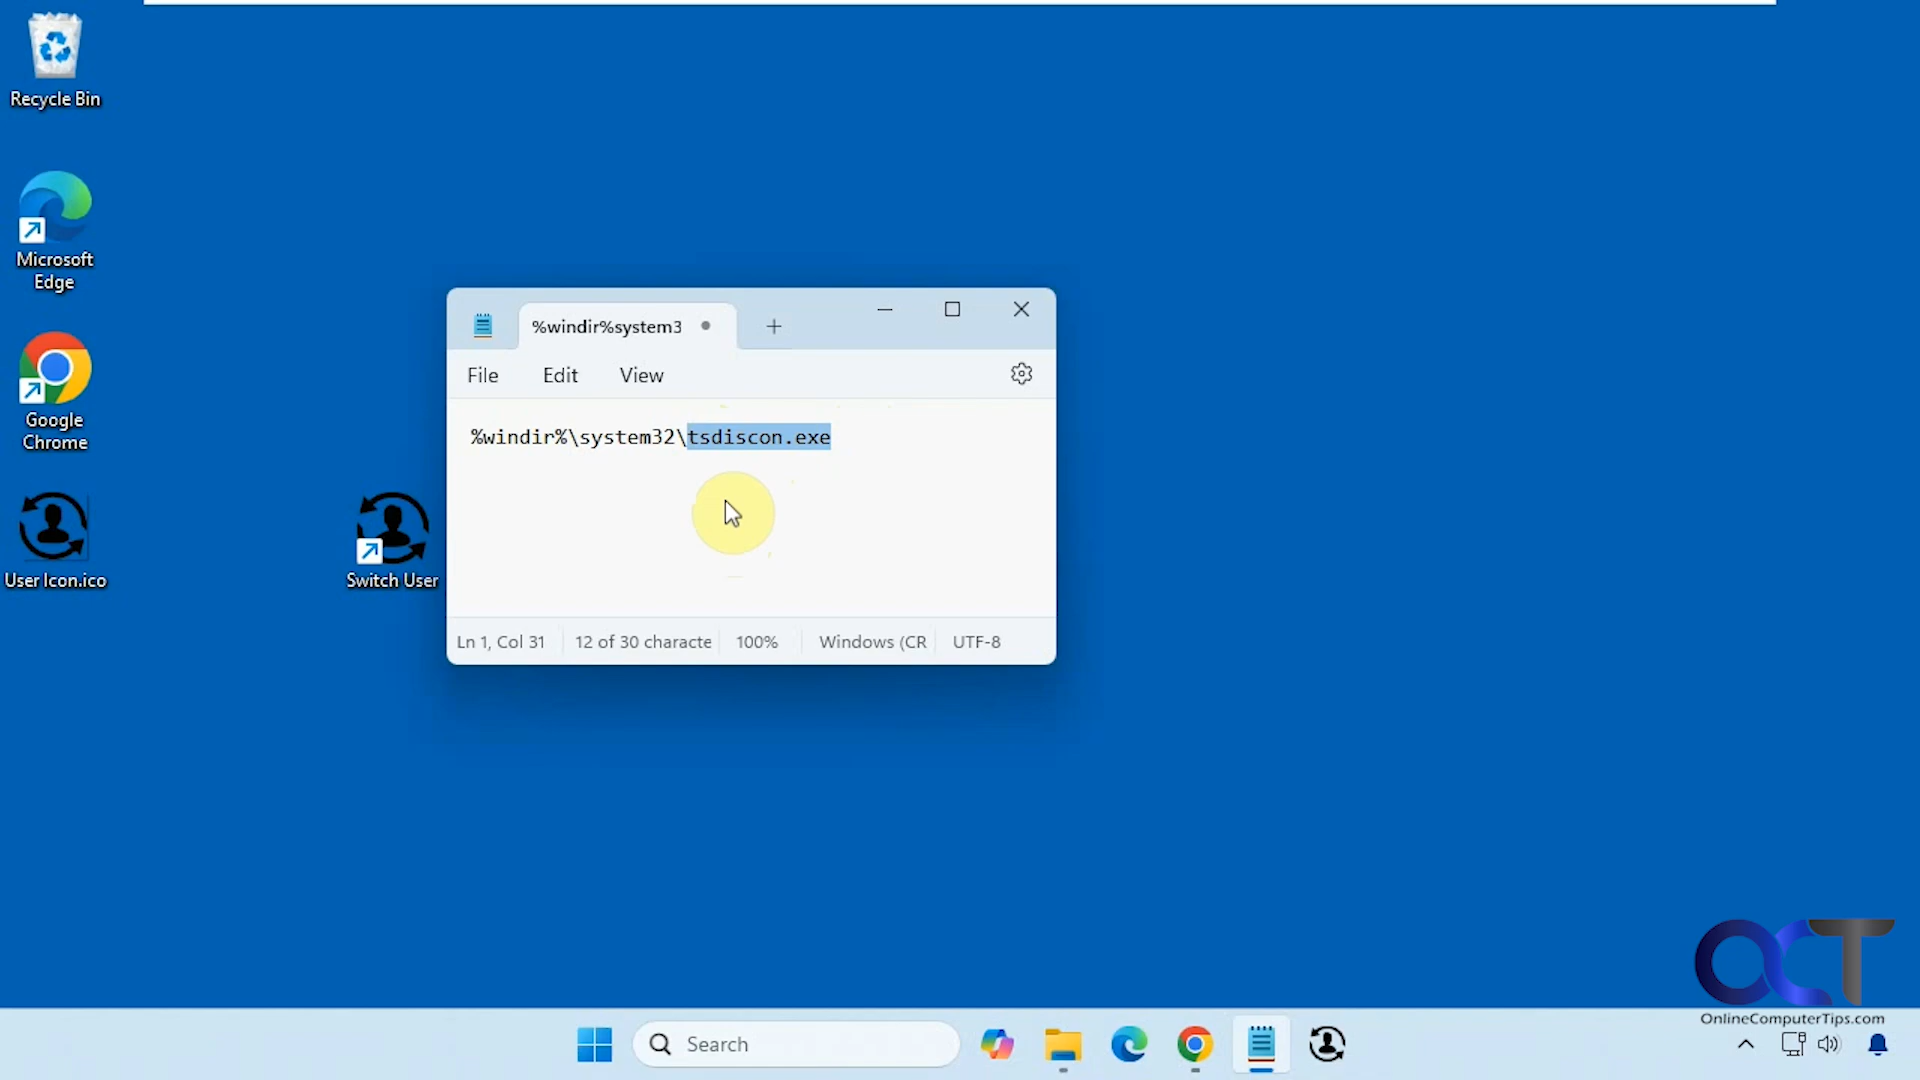 Recycle Bin
Microsoft
Edge
Google
Chrome
User Icon.ico
Switch User
%windir%system3
File Edit View
%windir%\system32\tsdiscon.exe
Ln 1, Col 31 12 of 30 characte 100% Windows (CR UTF-8
Search
OCT
OnlineComputerTips.com